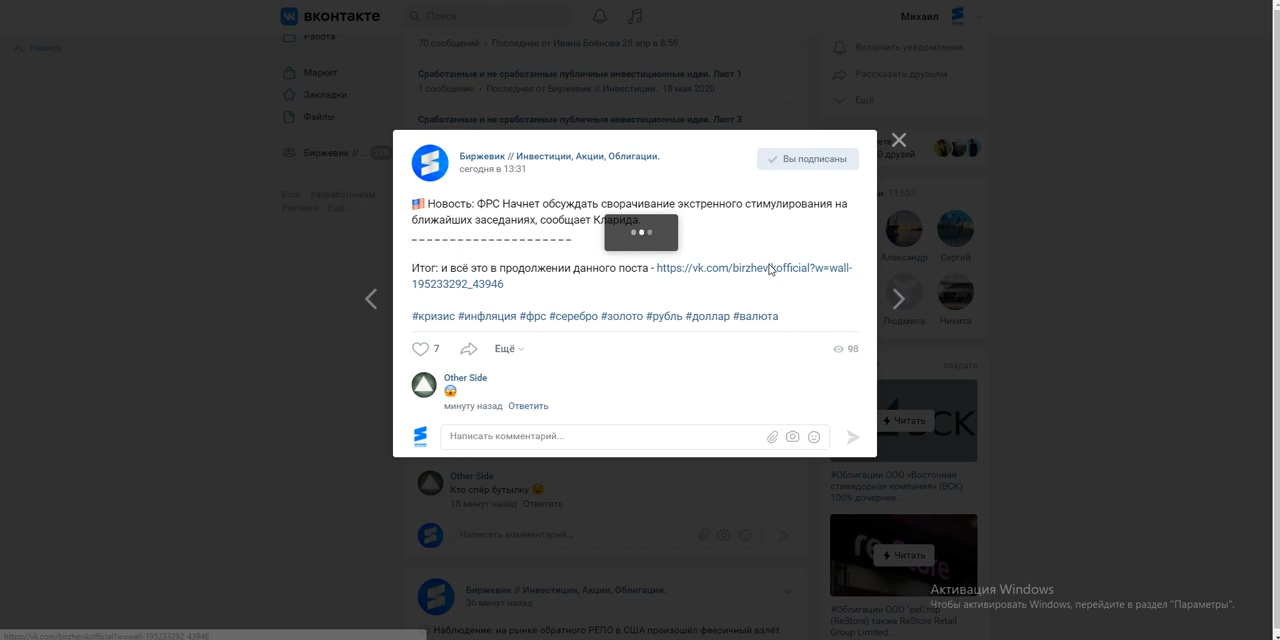 вконтакте
Поиск
Михаил
Наверх
Работа
Маркет
Закладки
Файлы
Биржевик // ...
Блог Разработчикам
Реклама Ещё
70 сообщений • Последнее от Ивана Бойнова 28 апр в 8:59
Сработанные и не сработанные публичные инвестиционные идеи. Лист 1
1 сообщение • Последнее от Биржевик // Инвестиции.. 18 мая 2020
Сработанные и не сработанные публичные инвестиционные идеи. Лист 3
Включить уведомления
Рассказать друзьям
Ещё
Биржевик // Инвестиции, Акции, Облигации.
сегодня в 13:31
Вы подписаны
Новость: ФРС Начнет обсуждать сворачивание экстренного стимулирования на
ближайших заседаниях, сообщает Кларида.
– – – – – – – – – – – – – – – – – – – –
Итог: и всё это в продолжении данного поста - https://vk.com/birzhevikofficial?w=wall-
195233292_43946
#кризис #инфляция #фрс #серебро #золото #рубль #доллар #валюта
7
Ещё
98
Other Side
минуту назад Ответить
Написать комментарий...
друзей
13 653
Александр
Сергей
Людмила
Никита
создать
ВСК
Читать
#Облигации ООО «Восточная
стивидорная компания» (ВСК)
100% дочернее..
re:Store
Читать
#Облигации ООО "реСтор
(ReStore) также ReStore Retail
Group Limited.
Other Side
Кто спёр бутылку
18 минут назад Ответить
Написать комментарий...
Биржевик // Инвестиции, Акции, Облигации.
36 минут назад
Наблюдение: на рынке обратного РЕПО в США произошёл фееричный взлёт
Активация Windows
Чтобы активировать Windows, перейдите в раздел "Параметры".
https://vk.com/birzhevikofficial?w=wall-195233292_43946